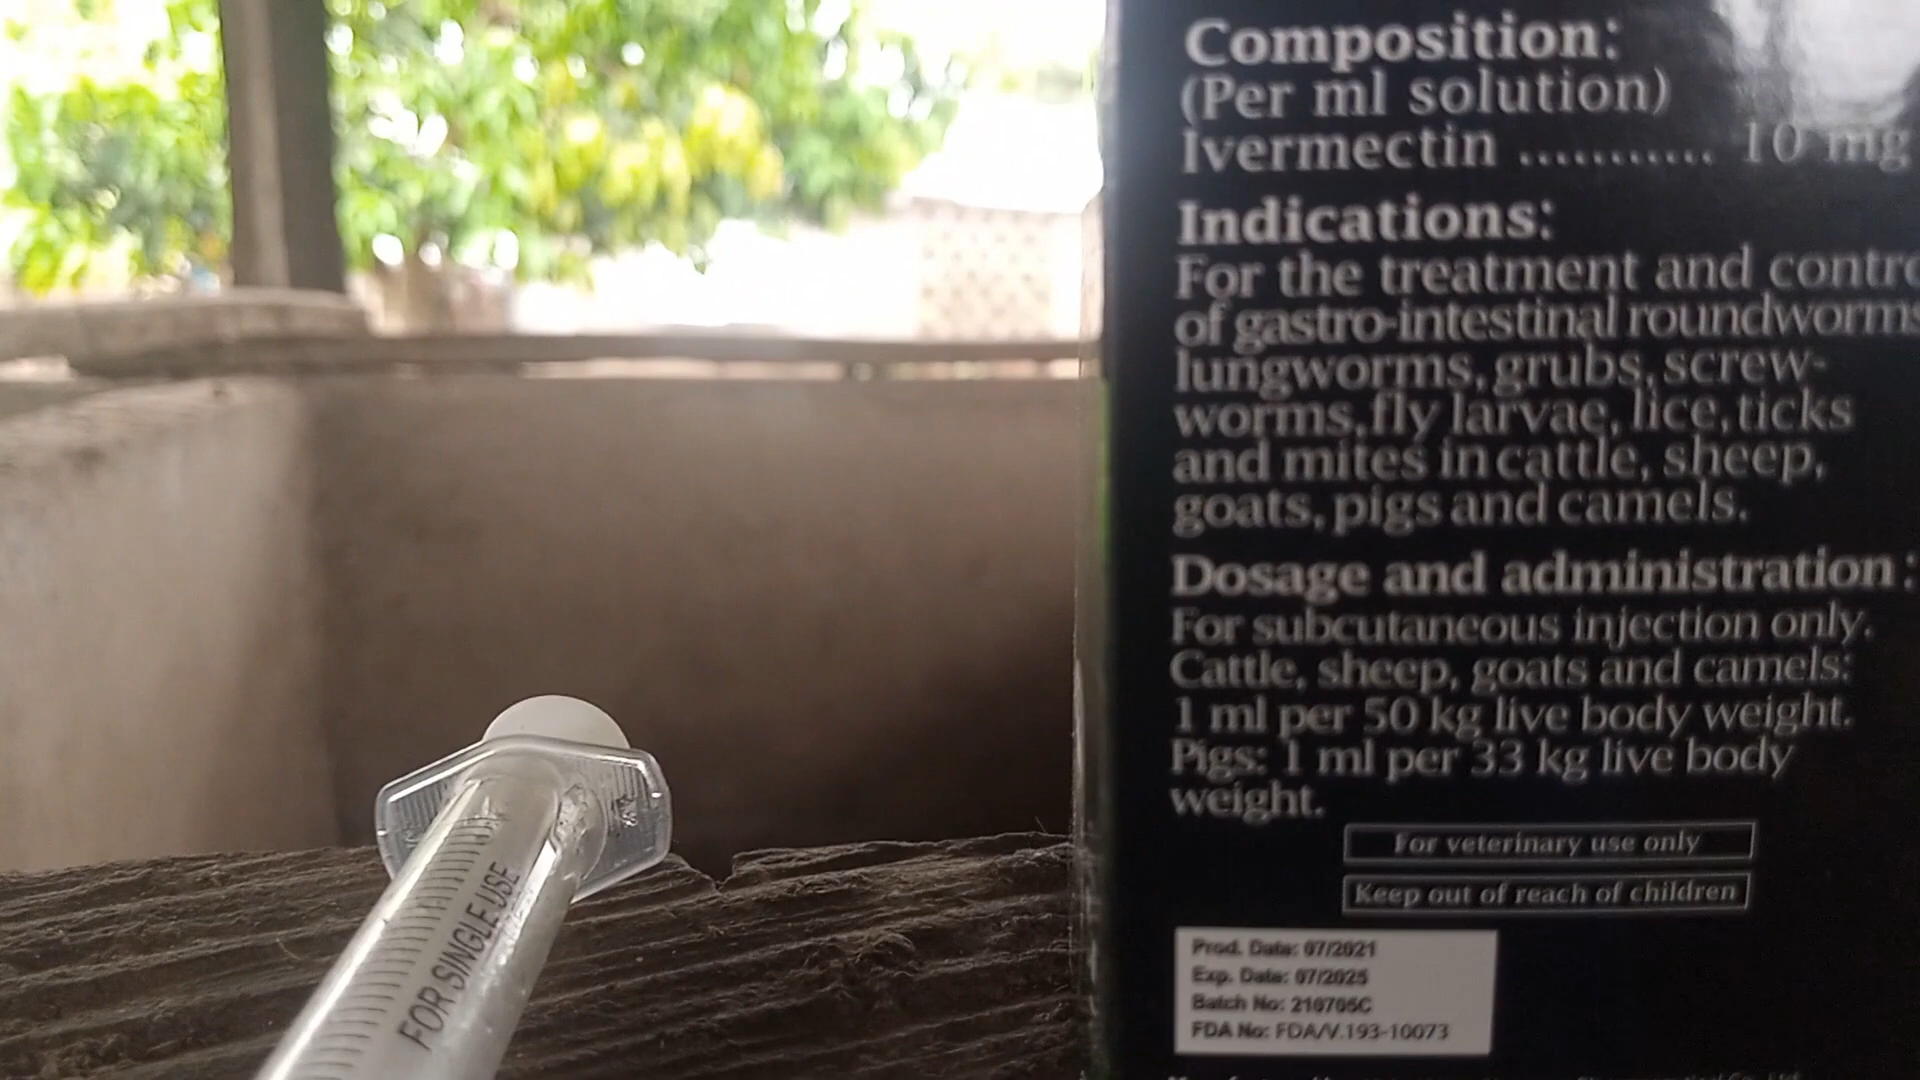 Composition:
(Per ml solution)
Ivermectin ........... 10 mg
Indications:
For the treatment and contro
of gastro-intestinal roundworms
lungworms, grubs, screw-
worms, fly larvae, lice, ticks
and mites in cattle, sheep,
goats, pigs and camels.
Dosage and administration:
For subcutaneous injection only.
Cattle, sheep, goats and camels:
1 ml per 50 kg live body weight.
Pigs: 1 ml per 33 kg live body
weight.
For veterinary use only
Keep out of reach of children
Prod. Date: 07/2021
Exp. Date: 07/2025
Batch No: 210705C
FDA No: FDA/V.193-10073
FOR SINGLE USE